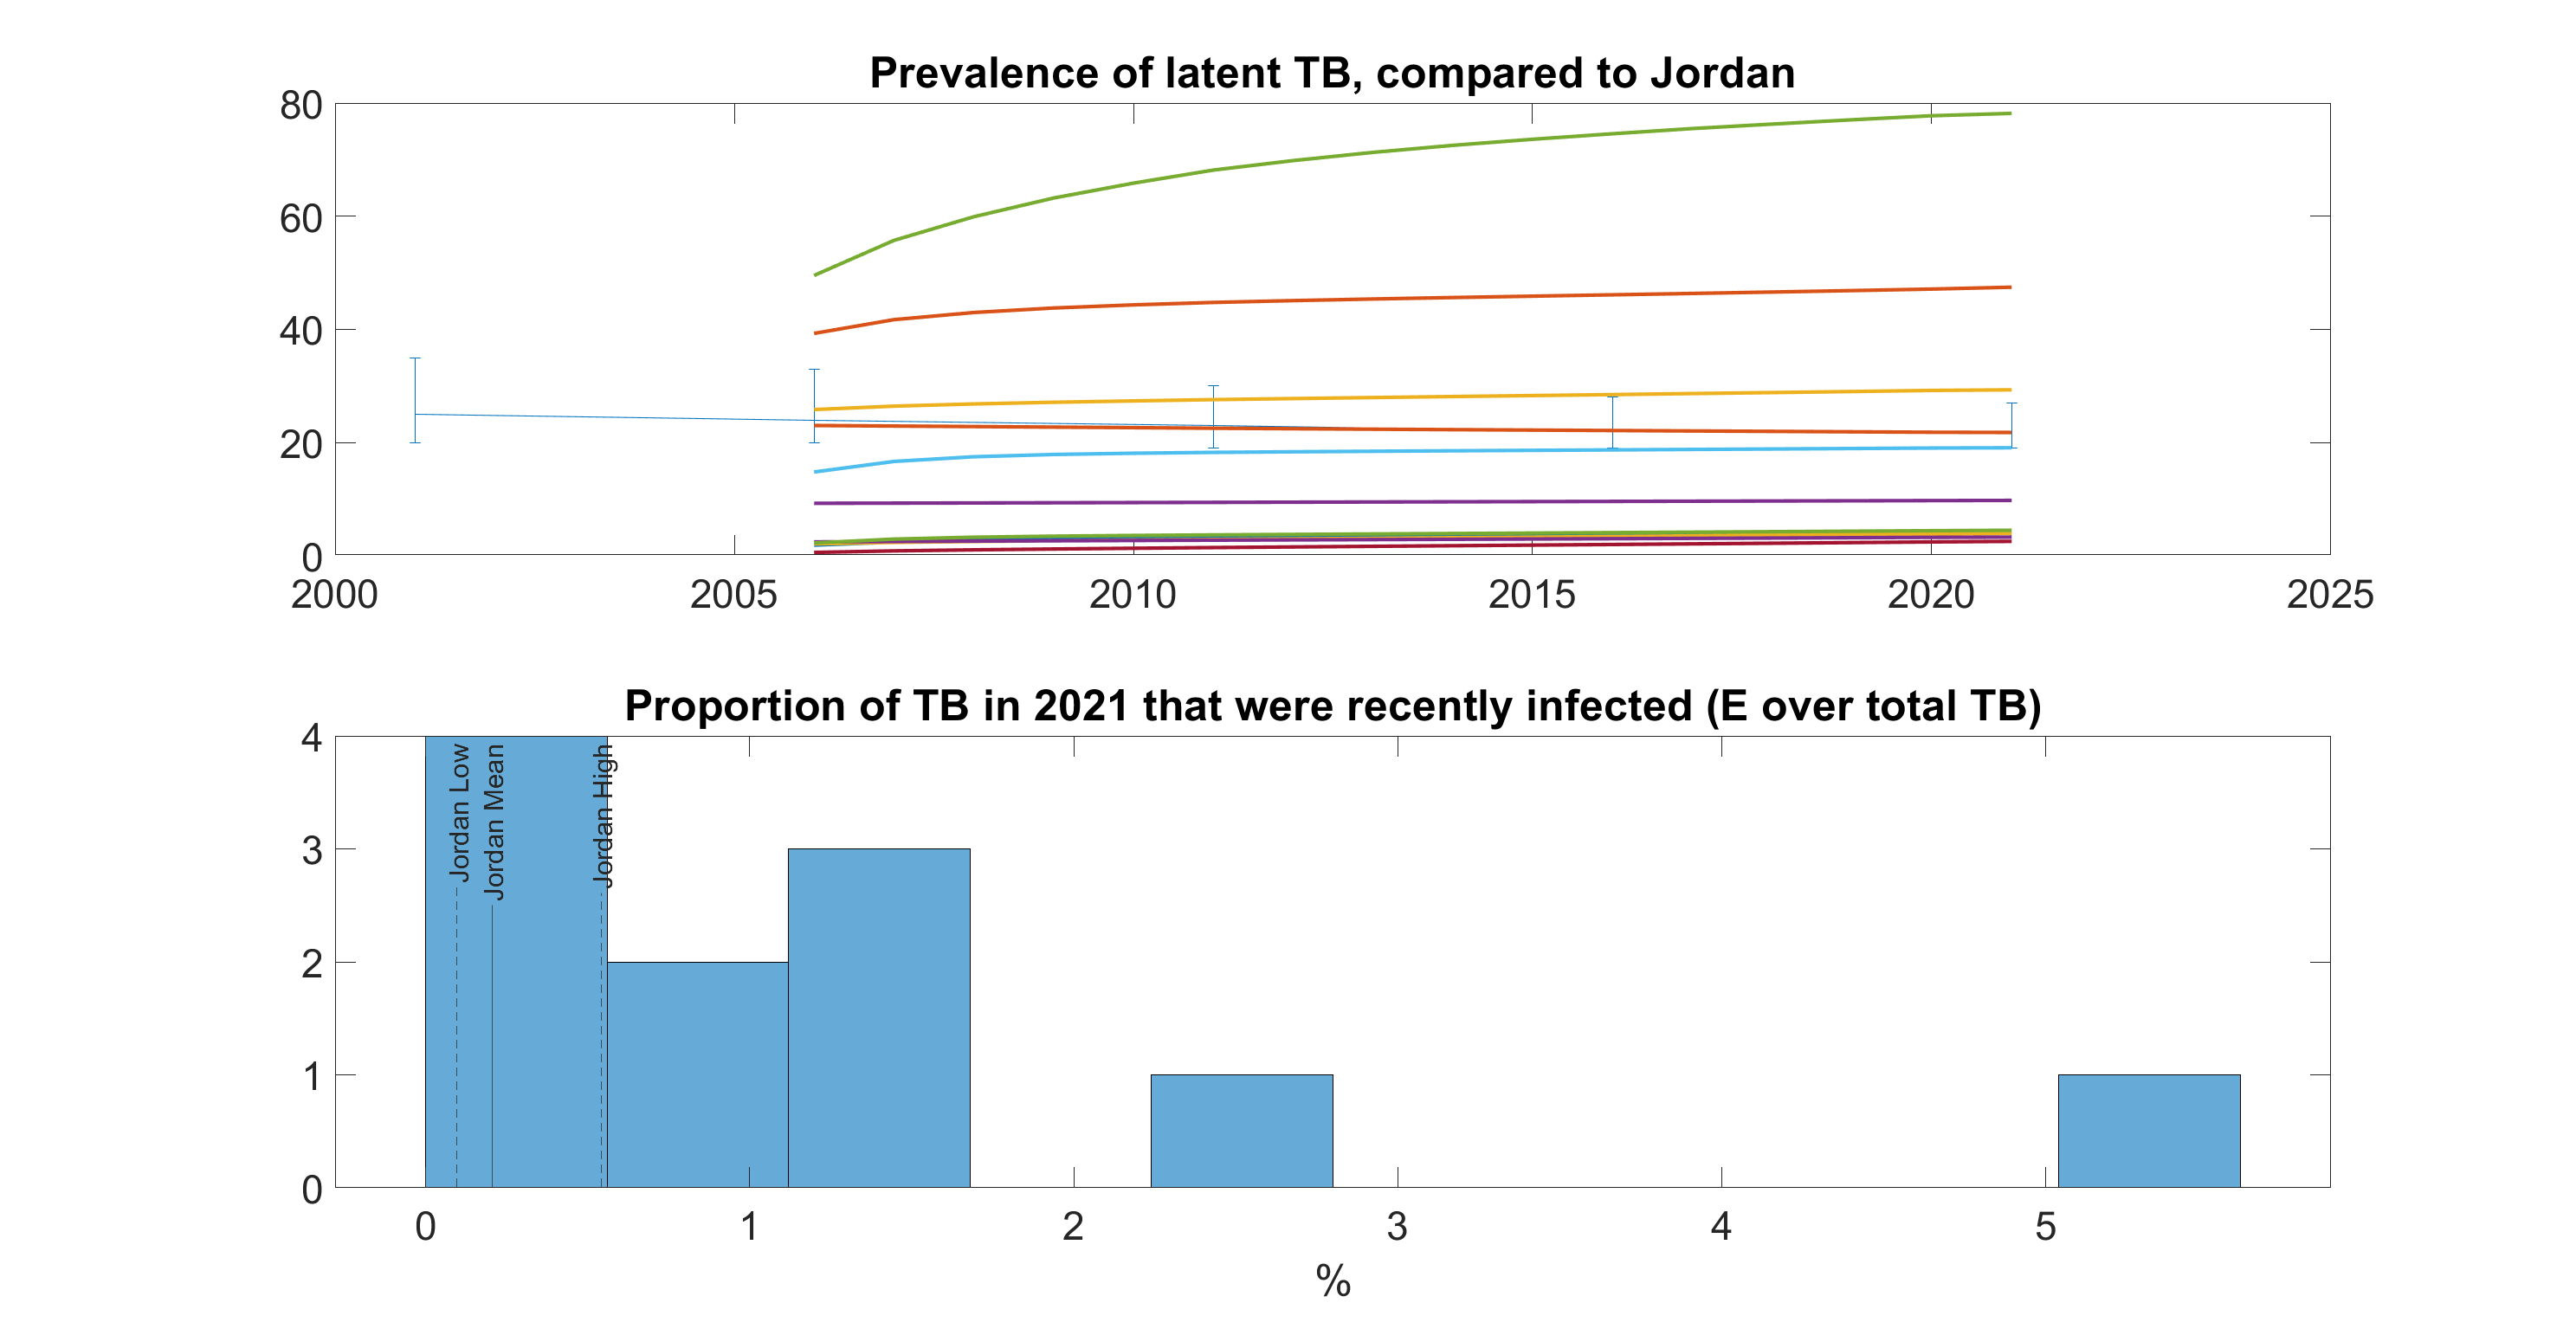 Prevalence of latent TB, compared to Jordan
80
60
40
20
0
2000 2005 2010 2015 2020 2025
Proportion of TB in 2021 that were recently infected (E over total TB)
4
3
2
1
0
Jordan Low
Jordan Mean
Jordan High
0 1 2 3 4 5
%